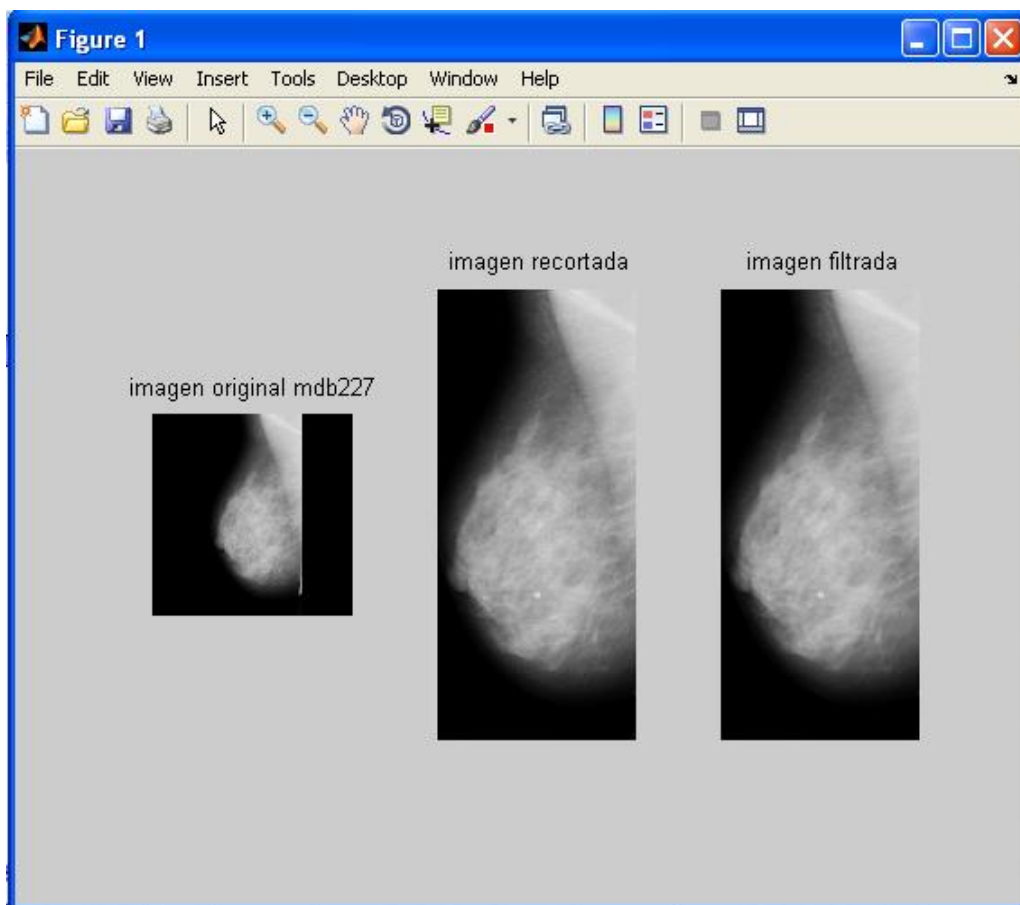 Figure 1
File Edit View Insert Tools Desktop Window Help
imagen recortada
imagen filtrada
imagen original mdb227